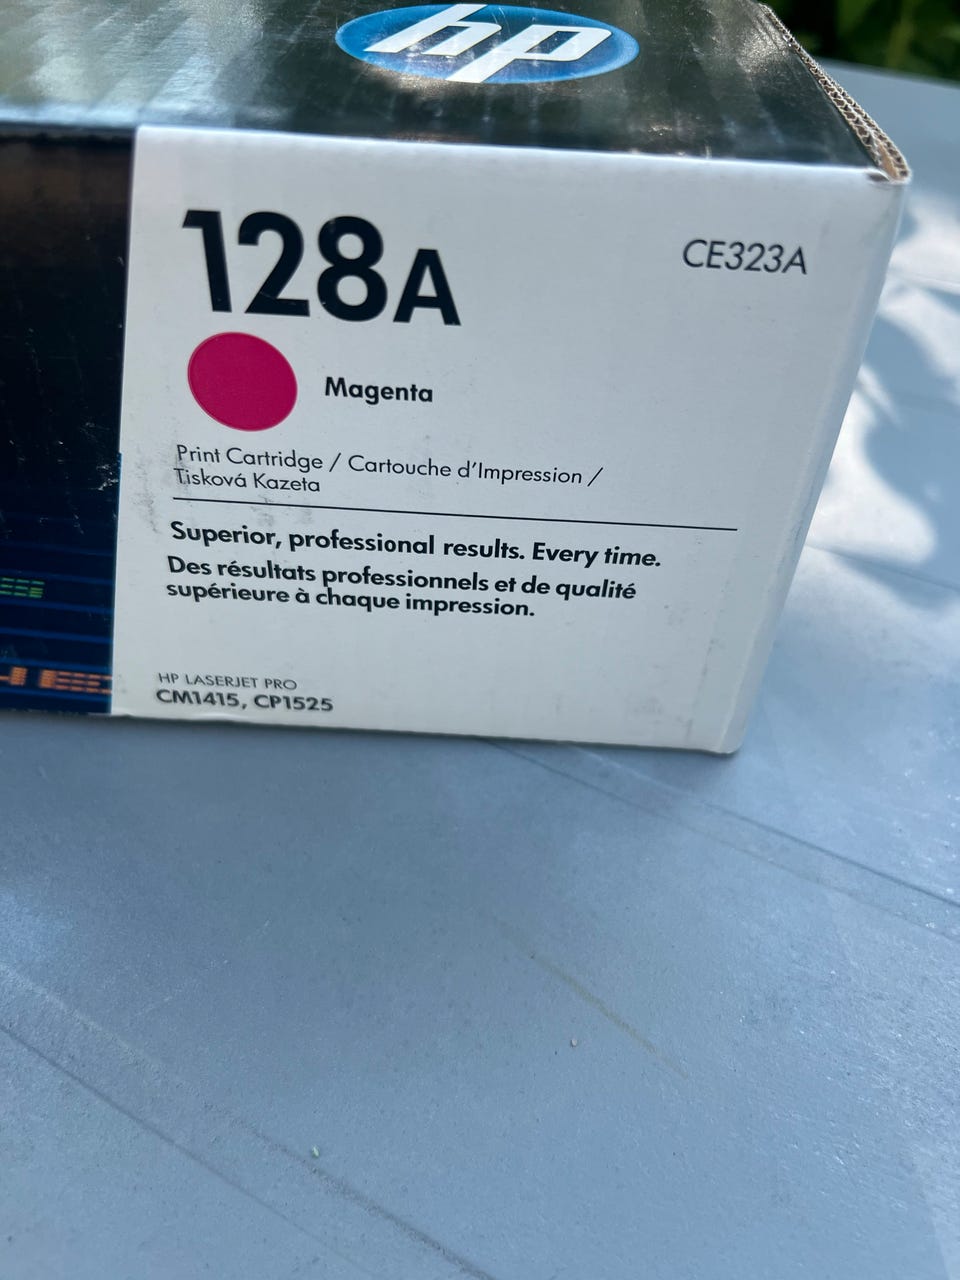 hp
128A
CE323A
Magenta
Print Cartridge / Cartouche d'Impression /
Tisková Kazeta
Superior, professional results. Every time.
Des résultats professionnels et de qualité
supérieure à chaque impression.
HP LASERJET PRO
CM1415, CP1525